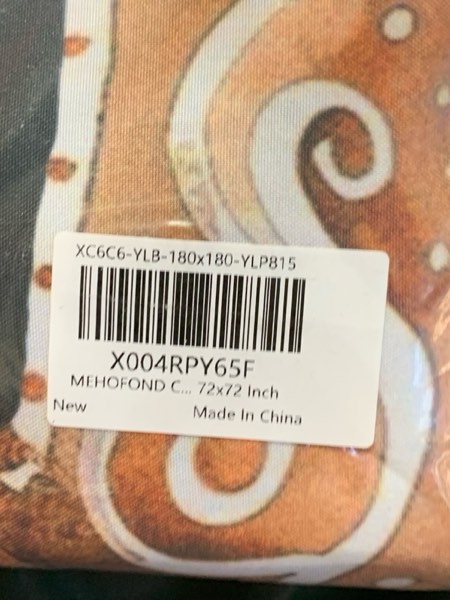 XC6C6-YLB-180x180-YLP815
X004RPY65F
MEHOFOND C... 72x72 Inch
New Made In China